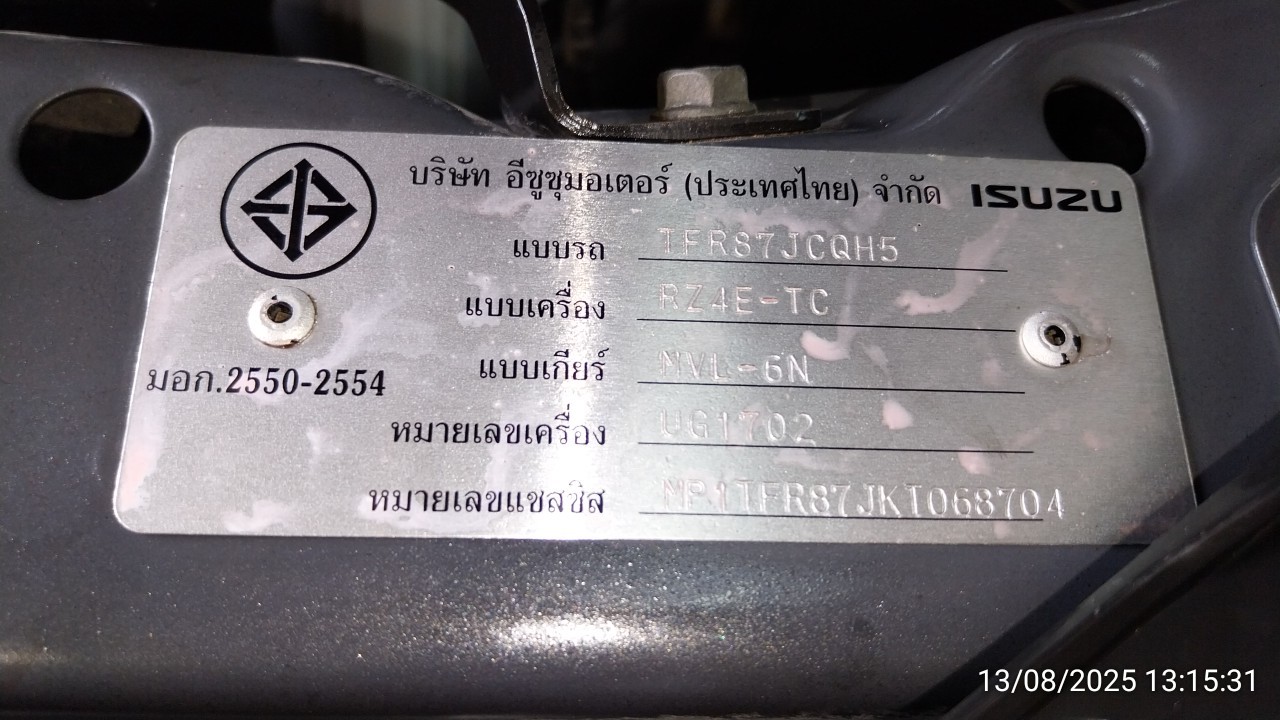 บริษัท อีซูซุมอเตอร์ (ประเทศไทย) จำกัด ISUZU
แบบรถ TFR87JCQH5
แบบเครื่อง RZ4E-TC
แบบเกียร์ MVL-6N
มอก.2550-2554
หมายเลขเครื่อง UG1702
หมายเลขแชสซิส MP1TFR87JKT068704
13/08/2025 13:15:31